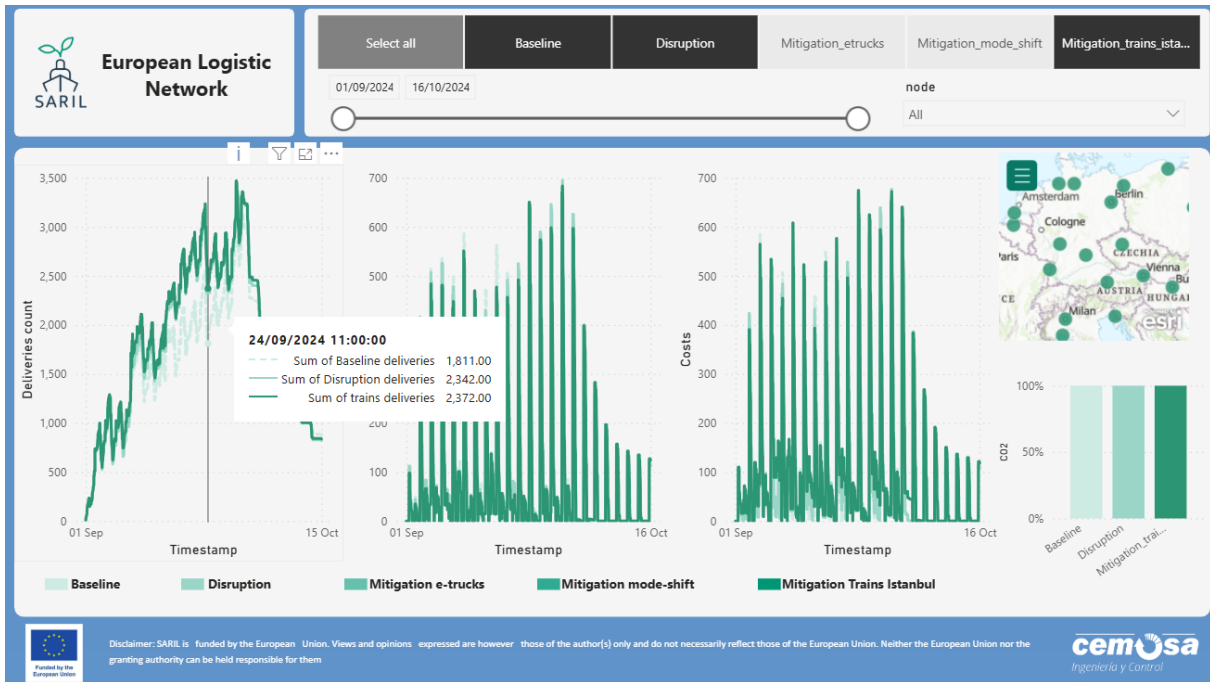 SARIL
European Logistic
Network
Select all
Baseline
Disruption
Mitigation_etrucks
Mitigation_mode_shift
Mitigation_trains_ista...
01/09/2024
16/10/2024
node
All
3,500
3,000
2,500
2,000
1,500
1,000
500
0
Deliveries count
01 Sep
15 Oct
Timestamp
24/09/2024 11:00:00
Sum of Baseline deliveries 1,811.00
Sum of Disruption deliveries 2,342.00
Sum of trains deliveries 2,372.00
700
600
500
200
100
0
01 Sep
16 Oct
Timestamp
700
600
500
400
300
200
100
0
Costs
01 Sep
16 Oct
Timestamp
Amsterdam
Berlin
Cologne
Paris
CZECHIA
Vienna
Bu
AUSTRIA
HUNGAI
ICE
Milan
esri
100%
50%
0%
CO2
Baseline
Disruption
Mitigation_trai...
Baseline
Disruption
Mitigation e-trucks
Mitigation mode-shift
Mitigation Trains Istanbul
Funded by the
European Union
Disclaimer: SARIL is funded by the European Union. Views and opinions expressed are however those of the author(s) only and do not necessarily reflect those of the European Union. Neither the European Union nor the
granting authority can be held responsible for them
cemosa
Ingeniería y Control